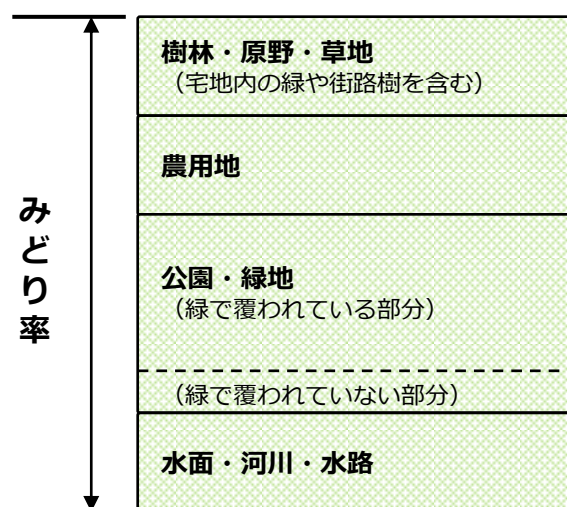 みどり率
樹林・原野・草地
（宅地内の緑や街路樹を含む）
農用地
公園・緑地
（緑で覆われている部分）
（緑で覆われていない部分）
水面・河川・水路